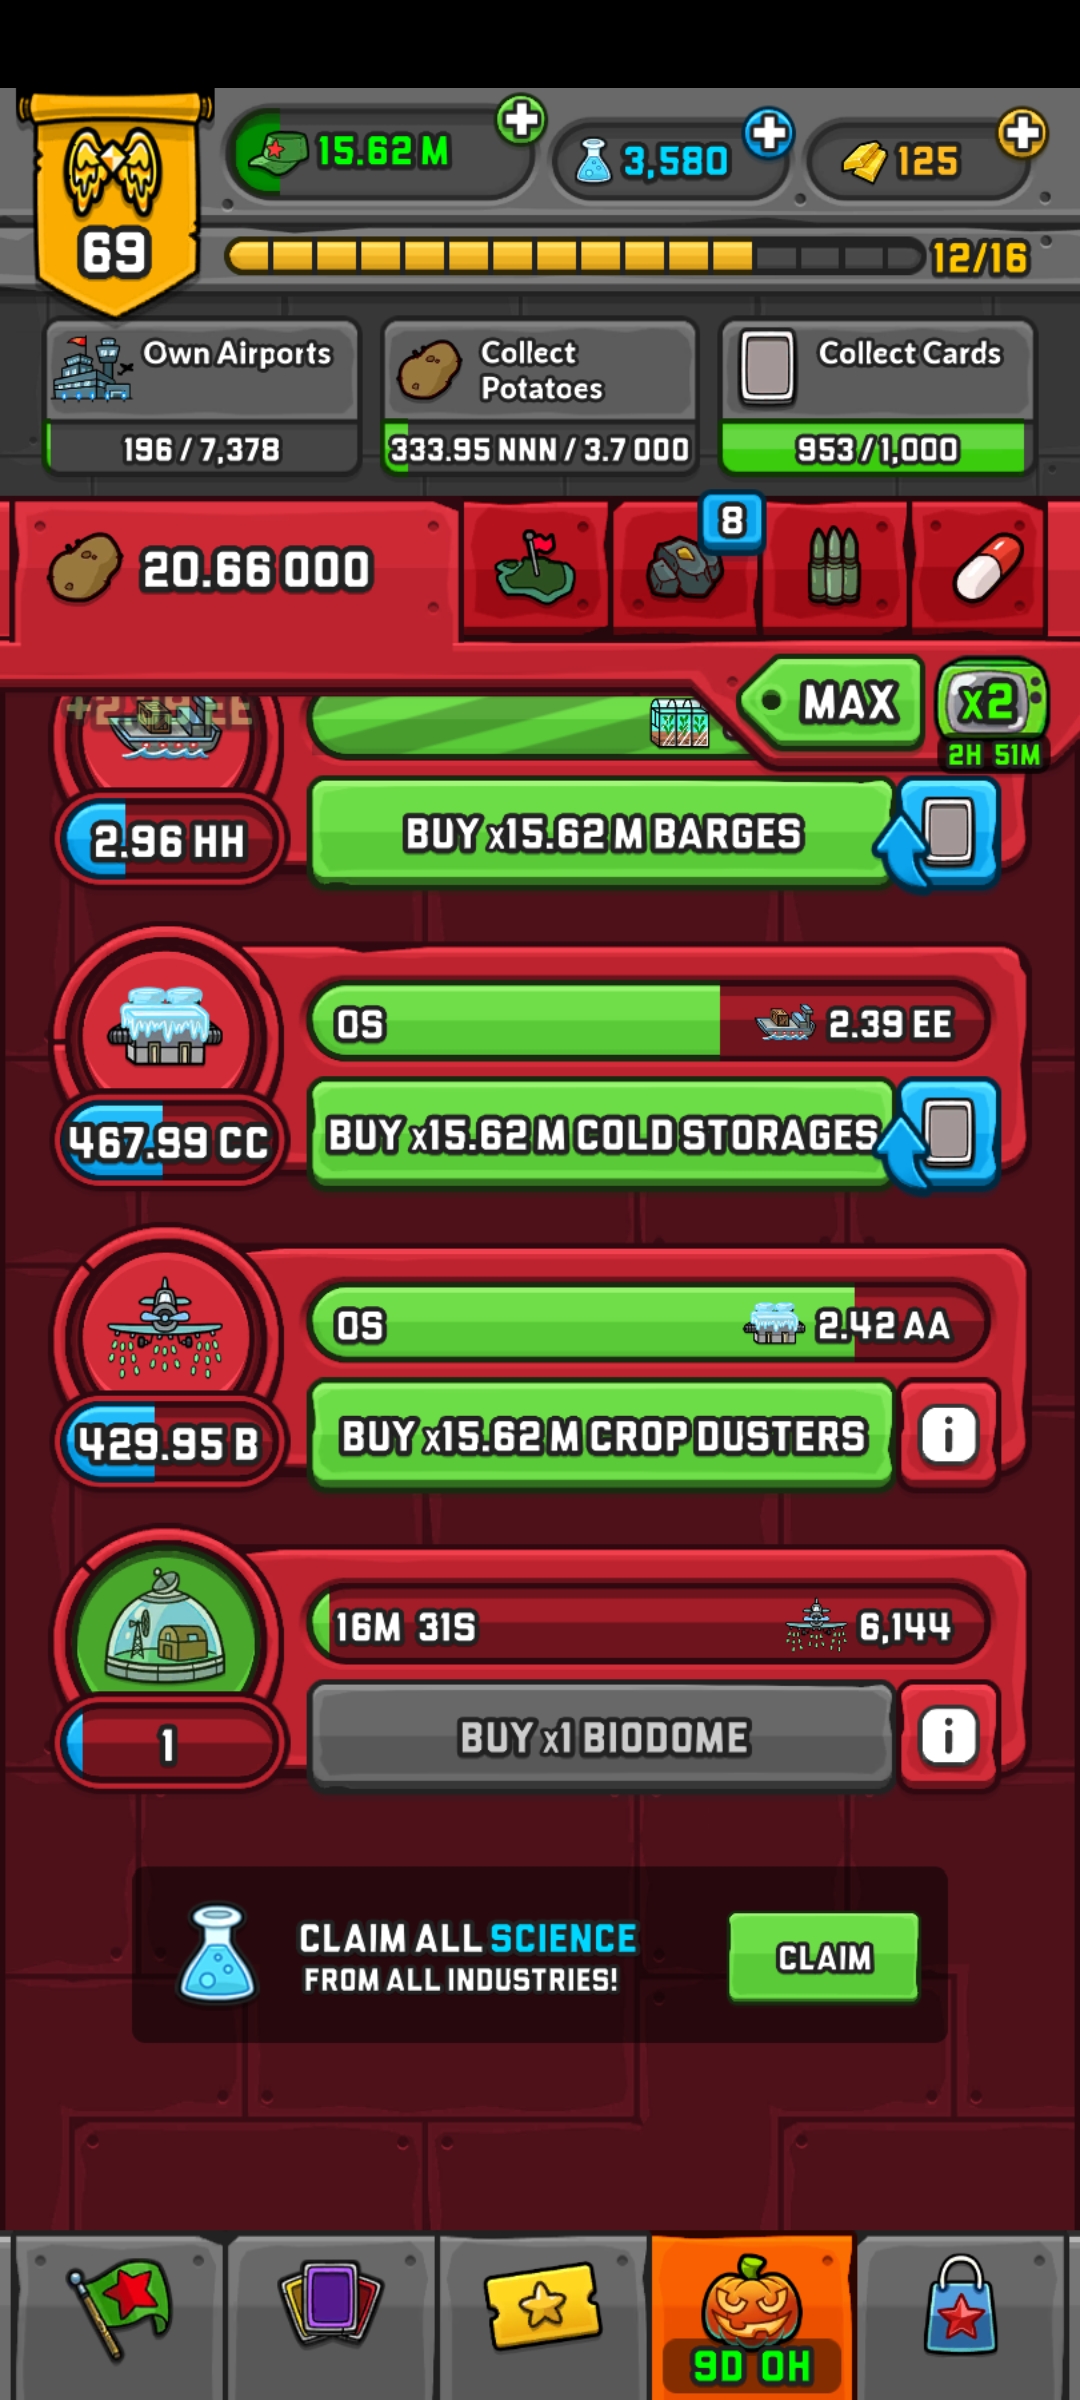 69
15.62 M
3,580
125
12/16
Own Airports
196 / 7,378
Collect
Potatoes
333.95 NNN / 3.7 OOO
Collect Cards
953 / 1,000
20.66 OOO
8
MAX
x2
2H 51M
2.96 HH
BUY x15.62 M BARGES
0S
2.39 EE
467.99 CC
BUY x15.62 M COLD STORAGES
0S
2.42 AA
429.95 B
BUY x15.62 M CROP DUSTERS
i
16M 31S
6,144
1
BUY x1 BIODOME
i
CLAIM ALL SCIENCE
FROM ALL INDUSTRIES!
CLAIM
9D 0H